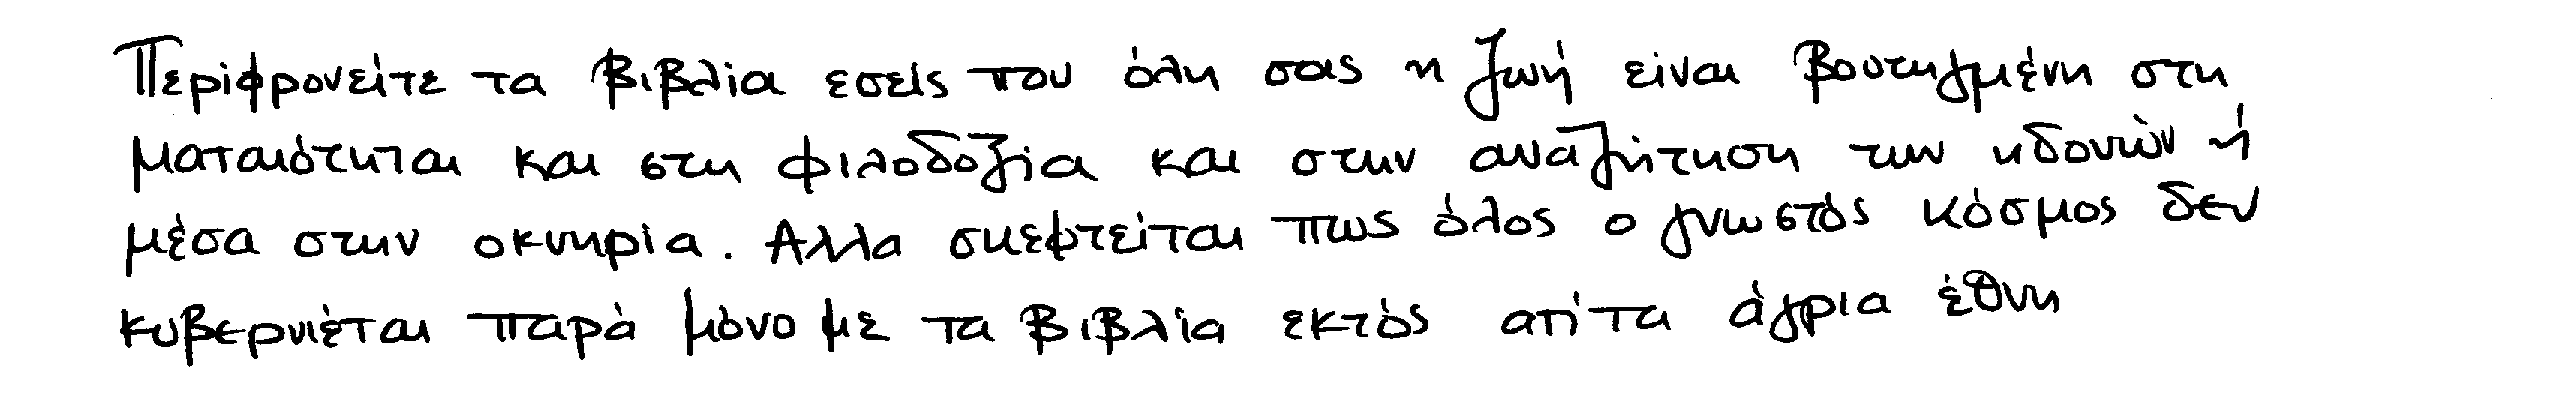 Περιφρονείτε τα βιβλία εσείς που όλη σας η ζωή είναι βουτηγμένη στη
ματαιότηται και στη φιλοδοξία και στην αναζήτηση των ηδονών ή
μέσα στην οκνηρία. Αλλα σκεφτείται πως όλος ο γνωστός κόσμος δεν
κυβερνιέται παρά μόνο με τα βιβλία εκτός απ' τα άγρια έθνη